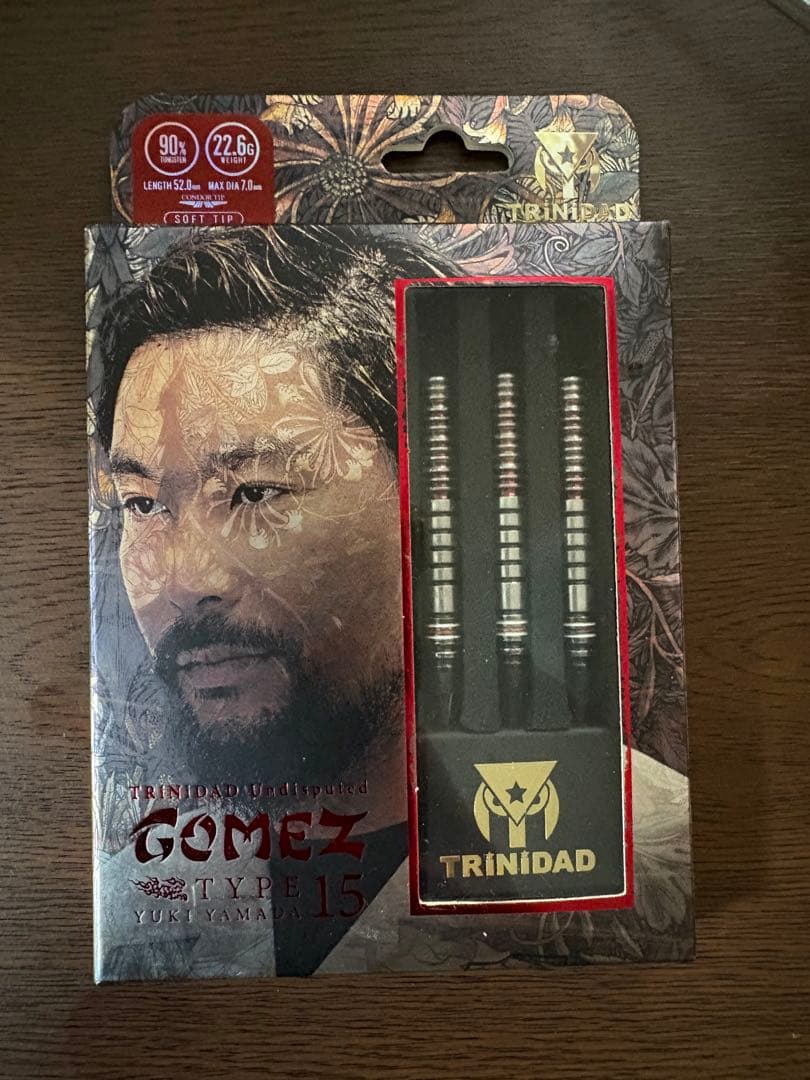 90%
TUNGSTEN
22.6G
WEIGHT
LENGTH 52.0mm MAX DIA 7.0mm
CONDOR TIP
SOFT TIP
TRiNiDAD
TRiNiDAD Undisputed
GOMEZ
TYPE 15
YUKI YAMADA
TRiNiDAD